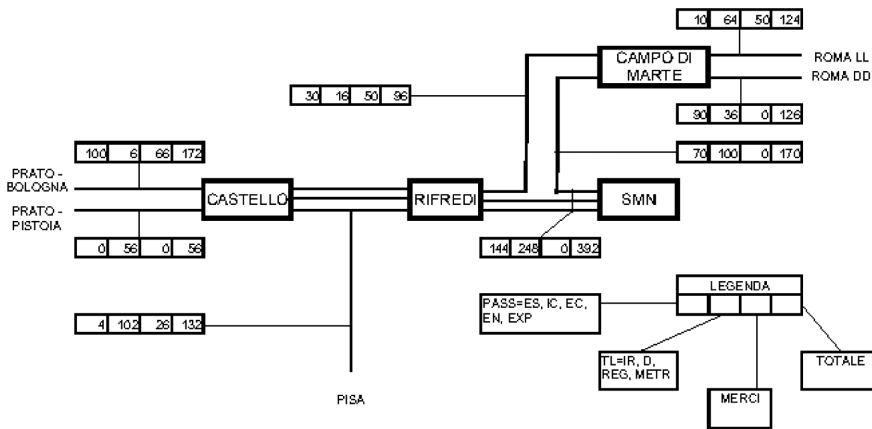 10 64 50 124
CAMPO DI
MARTE
ROMA LL
ROMA DD
30 16 50 96
90 36 0 126
100 6 66 172
70 100 0 170
PRATO -
BOLOGNA
CASTELLO
RIFREDI
SMN
PRATO -
PISTOIA
0 56 0 56
144 248 0 392
LEGENDA
PASS=ES, IC, EC,
EN, EXP
4 102 26 132
TL=IR, D,
REG, METR
TOTALE
MERCI
PISA